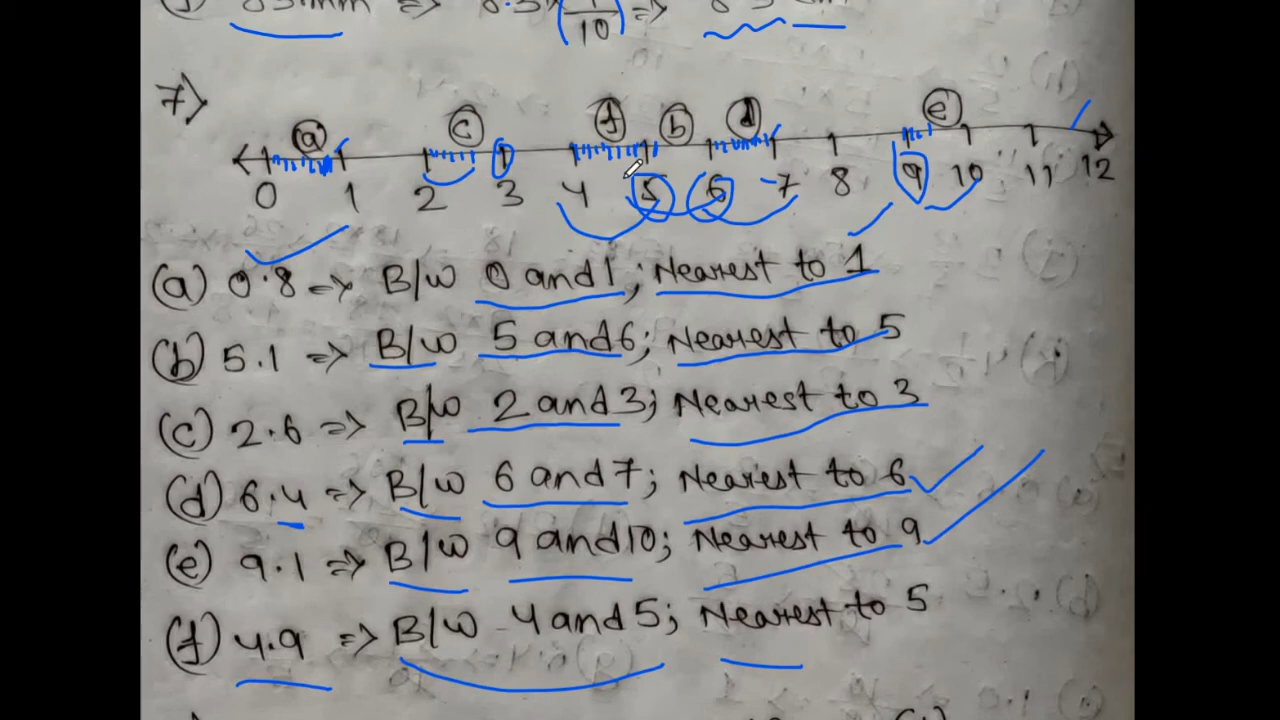 10
7)
a c f b d e
0 1 2 3 4 5 6 7 8 9 10 11 12
(a) 0.8 => B/w 0 and 1; Nearest to 1
(b) 5.1 => B/w 5 and 6; Nearest to 5
(c) 2.6 => B/w 2 and 3; Nearest to 3
(d) 6.4 => B/w 6 and 7; Nearest to 6
(e) 9.1 => B/w 9 and 10; Nearest to 9
(f) 4.9 => B/w 4 and 5; Nearest to 5